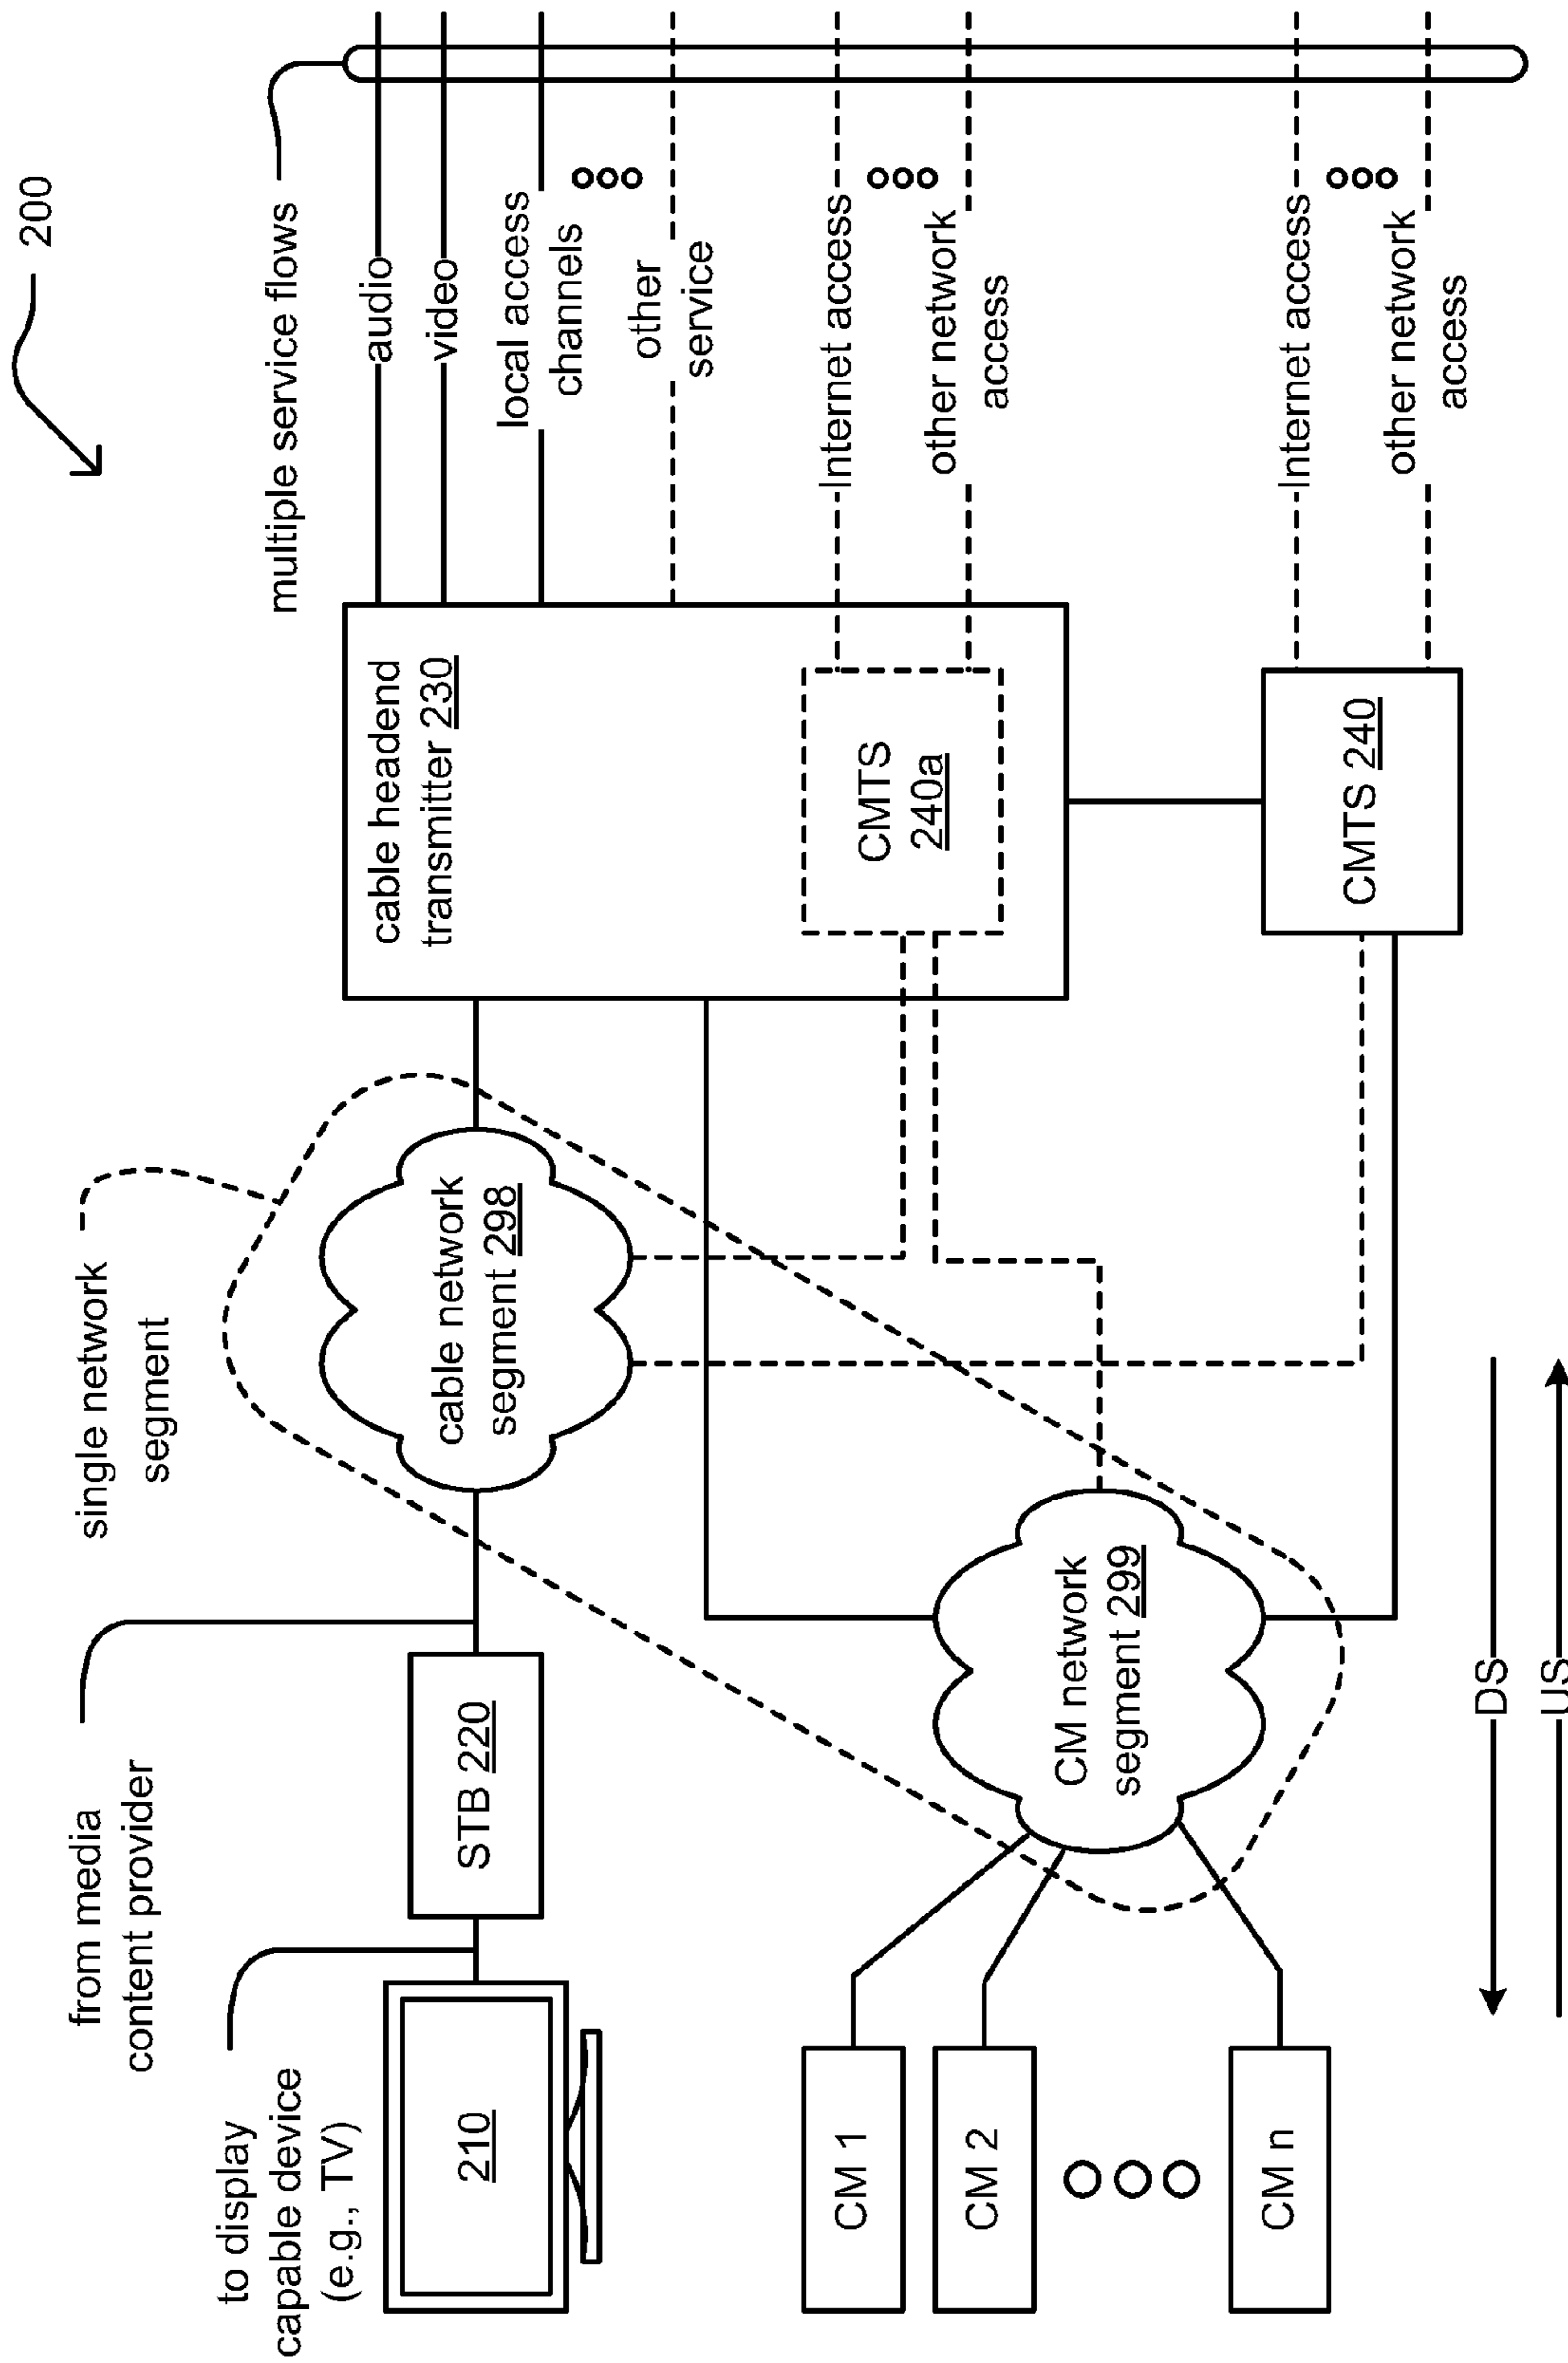 200
to display
capable device
(e.g., TV)
from media
content provider
single network
segment
multiple service flows
210
STB 220
cable network
segment 298
cable headend
transmitter 230
audio
video
local access
channels
other
service
CMTS
240a
Internet access
other network
access
CM 1
CM 2
CM n
CM network
segment 299
CMTS 240
Internet access
other network
access
DS
US